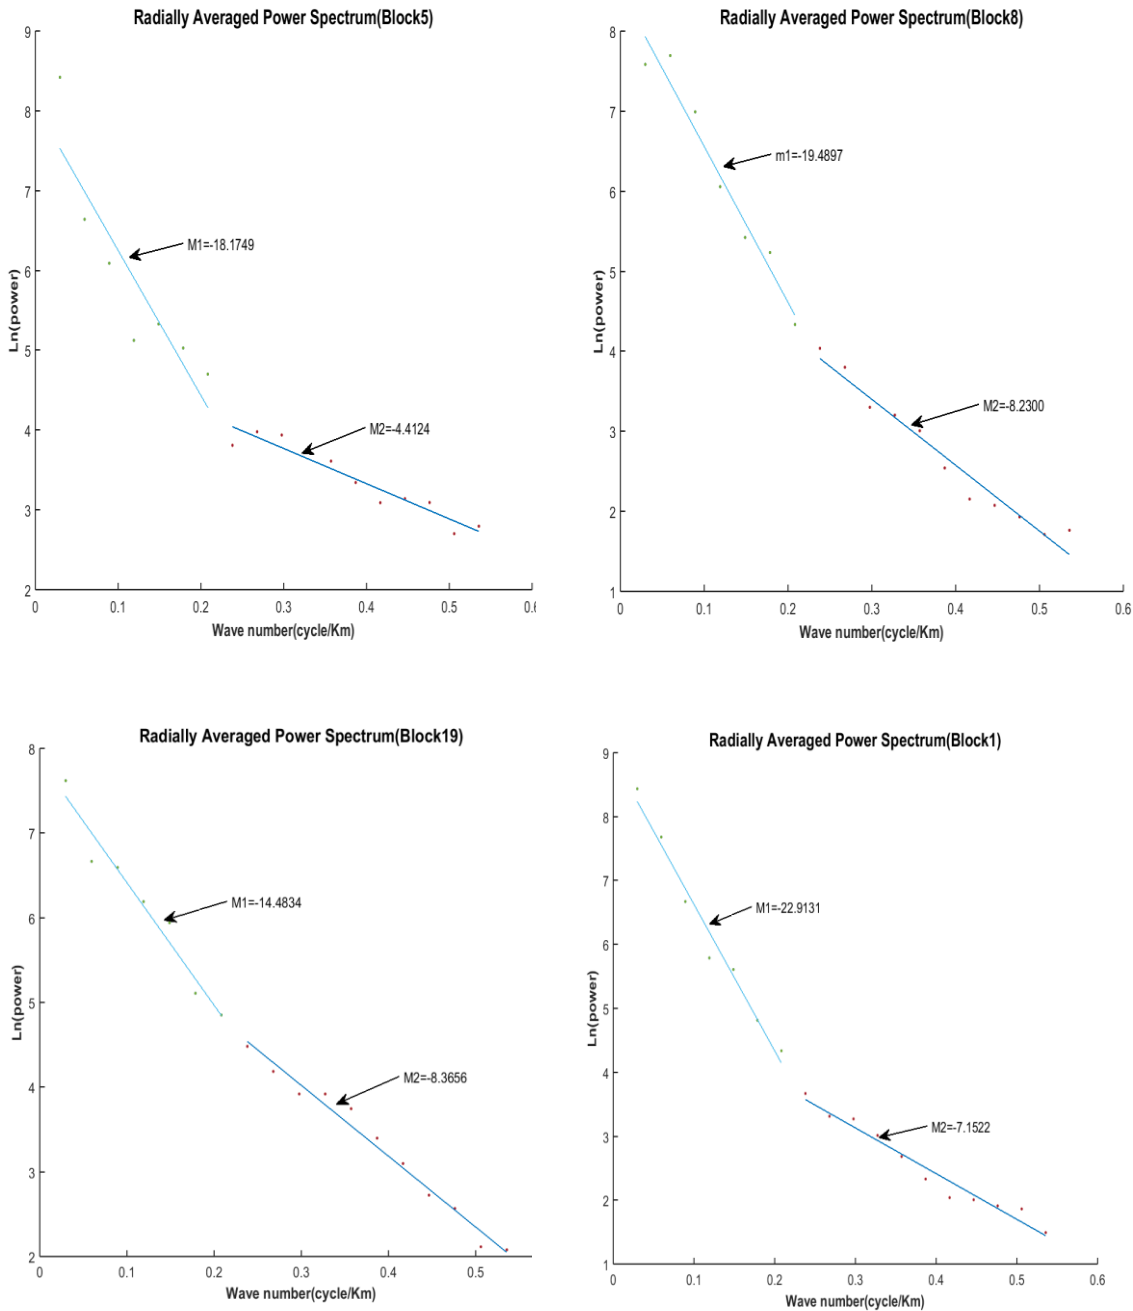 Radially Averaged Power Spectrum(Block5)
9
8
7
6
5
4
3
2
Ln(power)
M1=-18.1749
M2=-4.4124
0 0.1 0.2 0.3 0.4 0.5
Wave number(cycle/Km)
Radially Averaged Power Spectrum(Block8)
8
7
6
5
4
3
2
1
Ln(power)
m1=-19.4897
M2=-8.2300
0 0.1 0.2 0.3 0.4 0.5 0.6
Wave number(cycle/Km)
Radially Averaged Power Spectrum(Block19)
8
7
6
5
4
3
2
Ln(power)
M1=-14.4834
M2=-8.3656
0 0.1 0.2 0.3 0.4 0.5
Wave number(cycle/Km)
Radially Averaged Power Spectrum(Block1)
9
8
7
6
5
4
3
2
1
Ln(power)
M1=-22.9131
M2=-7.1522
0 0.1 0.2 0.3 0.4 0.5 0.6
Wave number(cycle/Km)